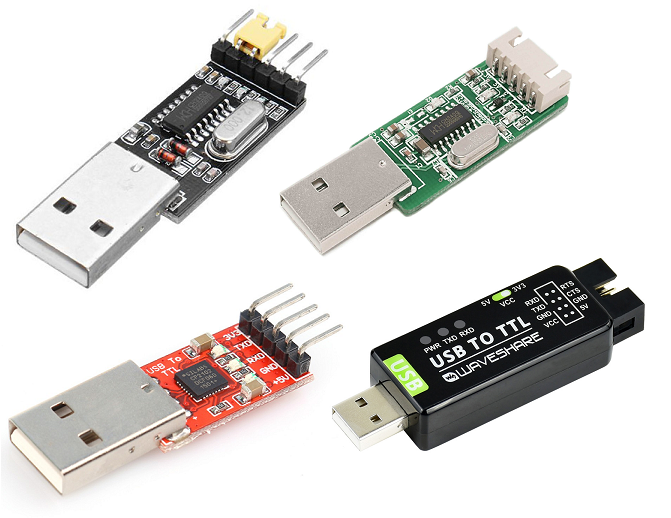 USB To
TTL
3V3
TXD
RXD
GND
+5V
5V
3V3
VCC
PWR TXD RXD
USB TO TTL
WAVESHARE
USB
RTS
CTS
RXD
GND
TXD
5V
GND
VCC